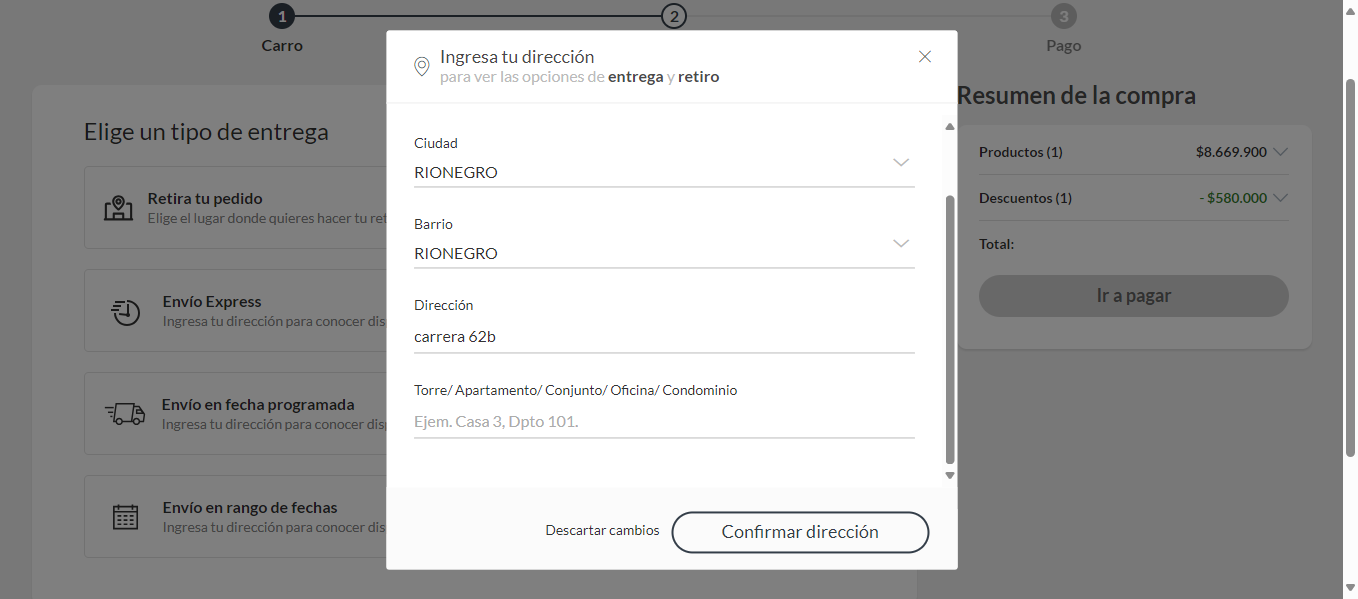 1
2
3
Carro
Pago
Ingresa tu dirección
para ver las opciones de entrega y retiro
Ciudad
RIONEGRO
Barrio
RIONEGRO
Dirección
carrera 62b
Torre/ Apartamento/ Conjunto/ Oficina/ Condominio
Ejem. Casa 3, Dpto 101.
Descartar cambios
Confirmar dirección
Elige un tipo de entrega
Retira tu pedido
Elige el lugar donde quieres hacer tu ret
Envío Express
Ingresa tu dirección para conocer dis
Envío en fecha programada
Ingresa tu dirección para conocer dis
Envío en rango de fechas
Ingresa tu dirección para conocer dis
Resumen de la compra
Productos (1) $8.669.900
Descuentos (1) - $580.000
Total:
Ir a pagar